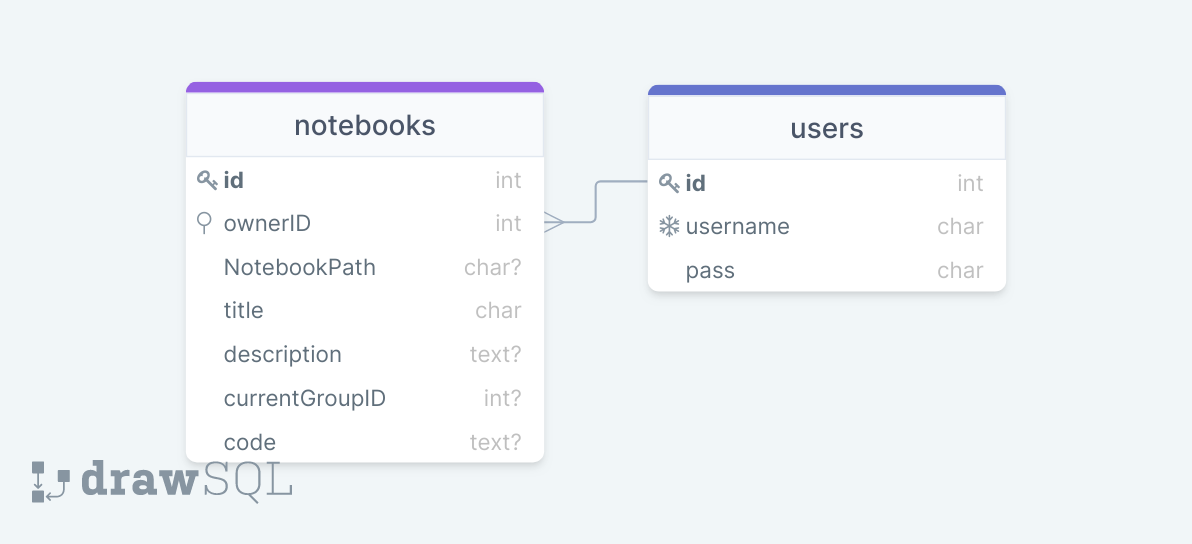 notebooks
id int
ownerID int
NotebookPath char?
title char
description text?
currentGroupID int?
code text?
users
id int
username char
pass char
drawSQL